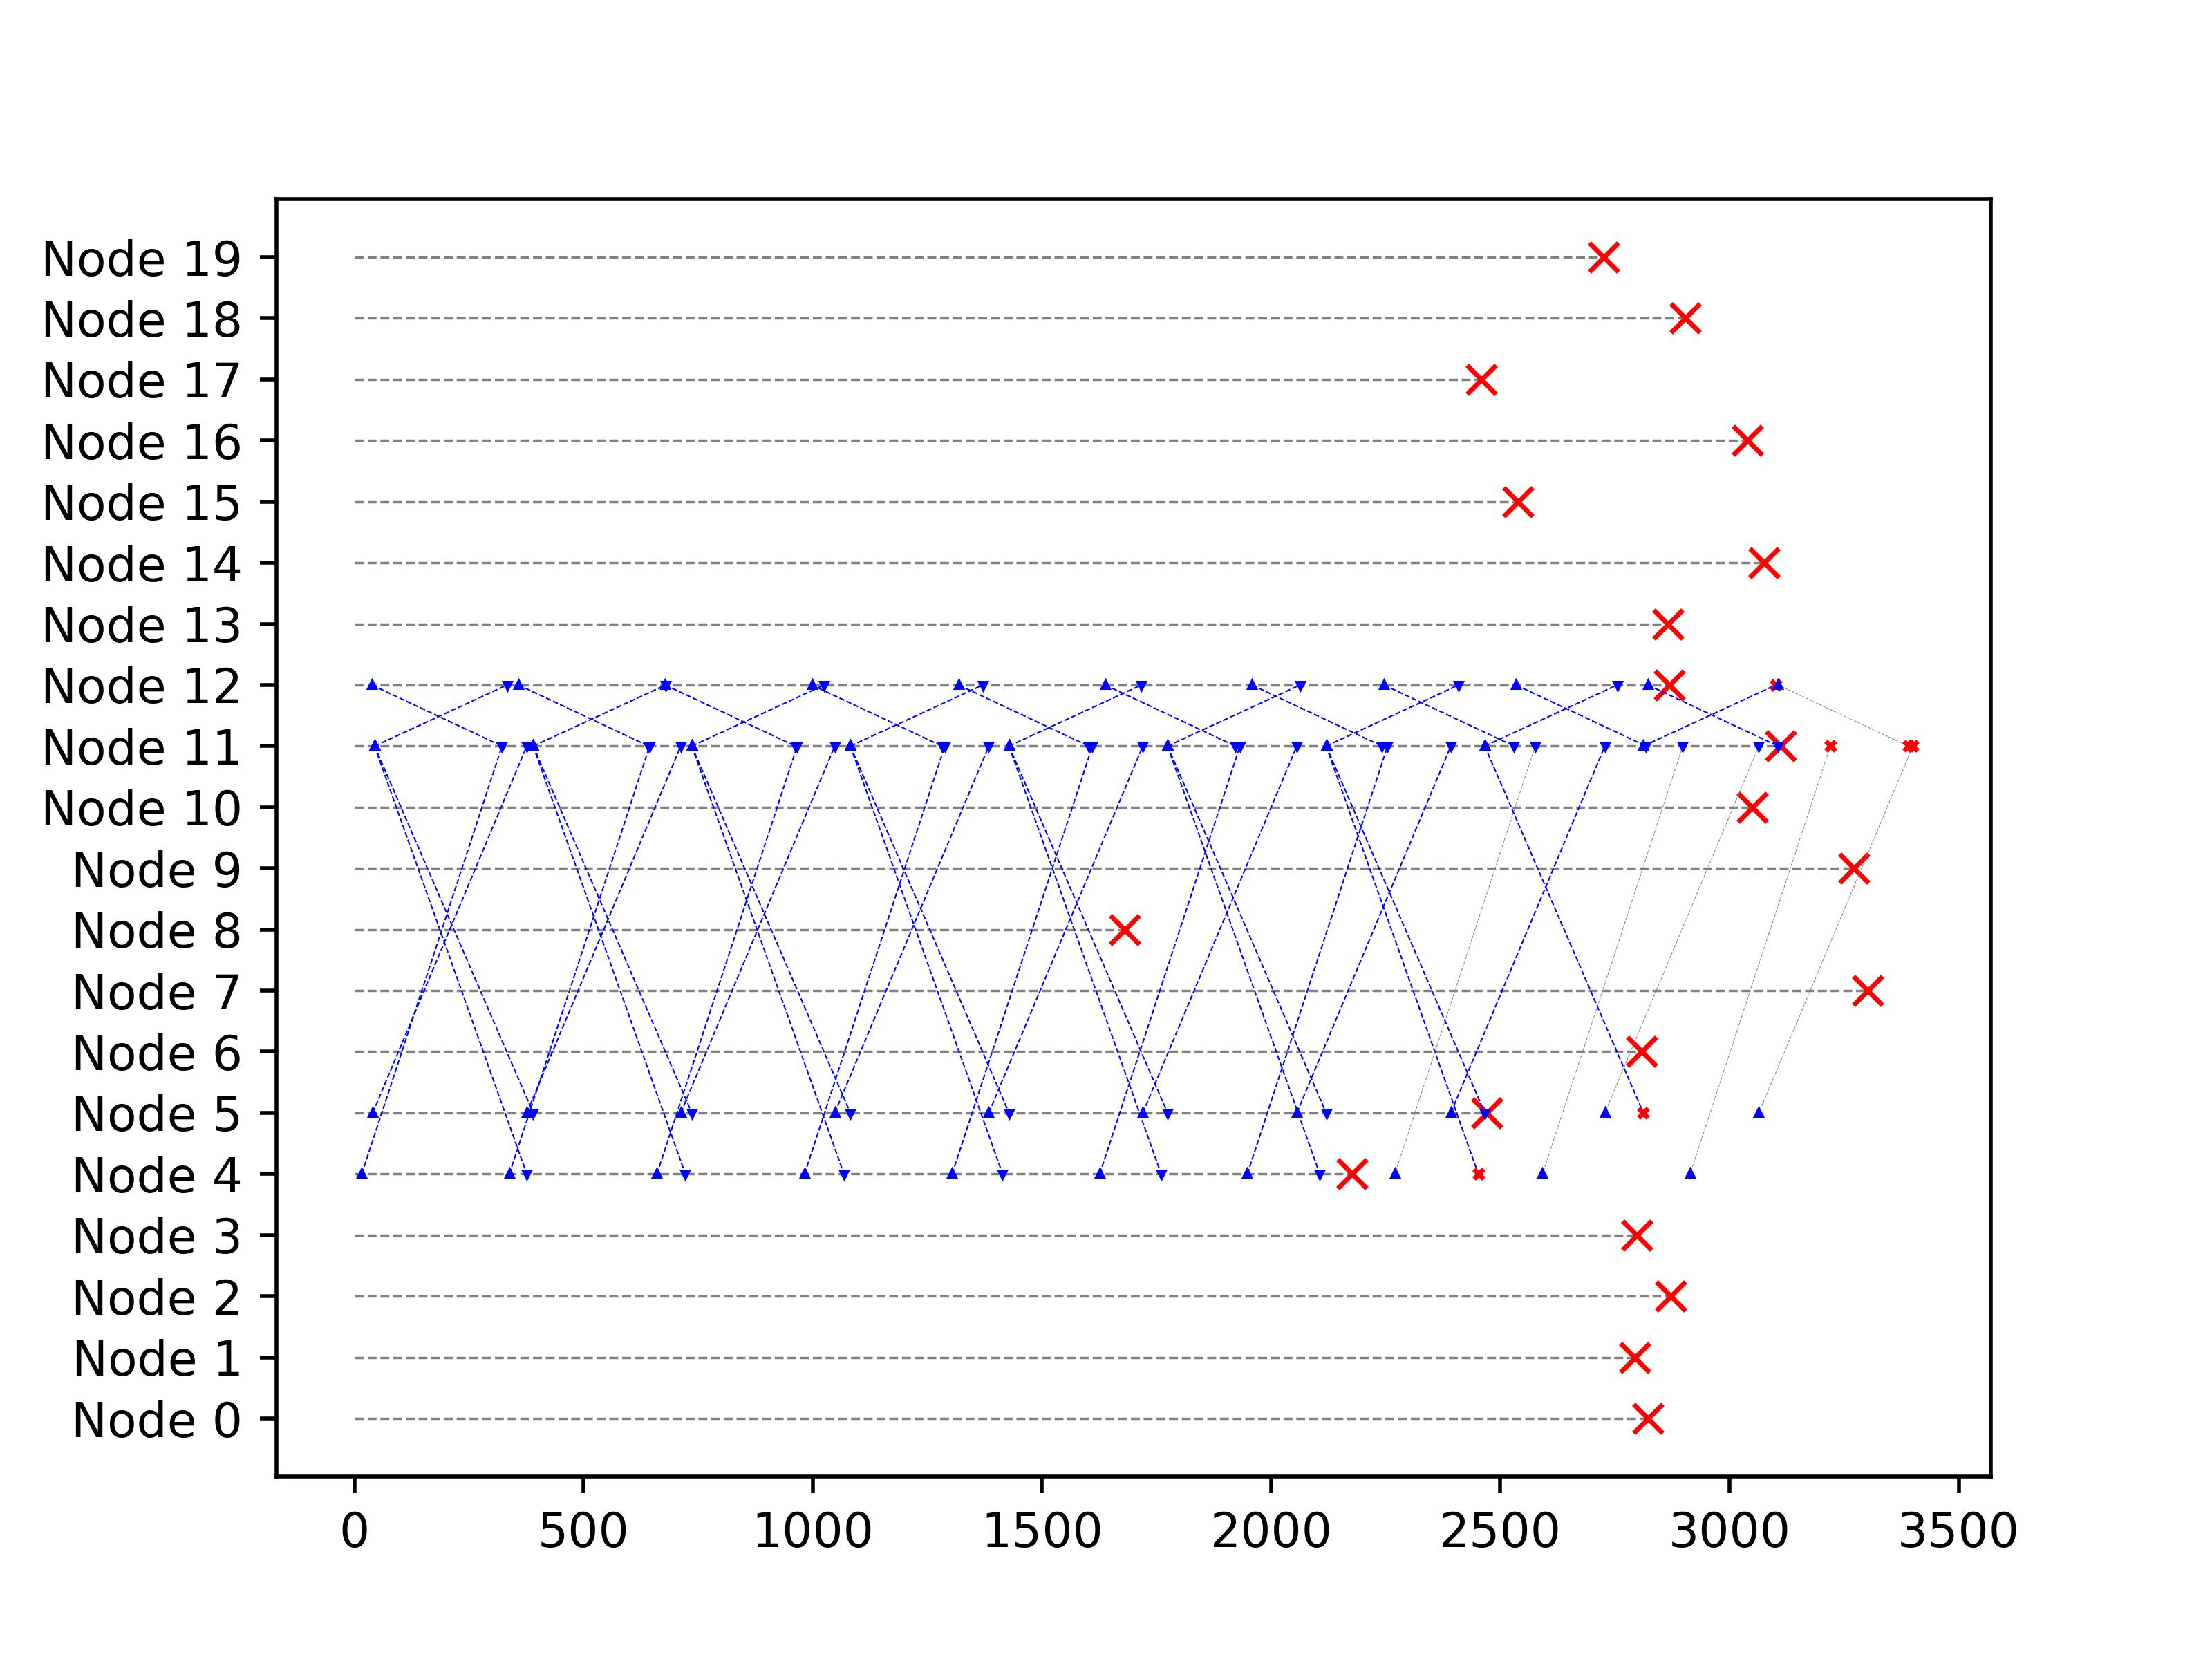 Node 19
Node 18
Node 17
Node 16
Node 15
Node 14
Node 13
Node 12
Node 11
Node 10
Node 9
Node 8
Node 7
Node 6
Node 5
Node 4
Node 3
Node 2
Node 1
Node 0
0 500 1000 1500 2000 2500 3000 3500